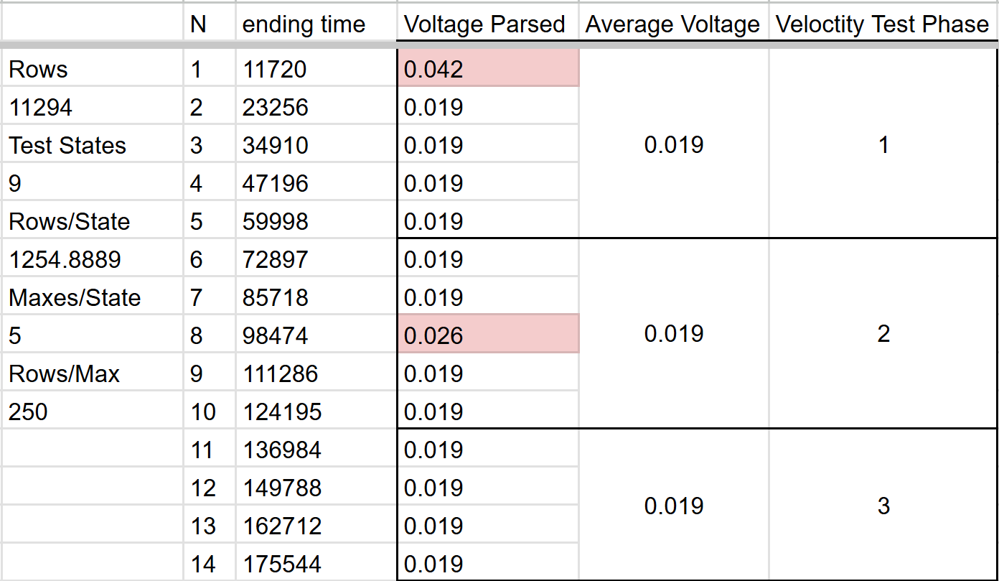 N ending time Voltage Parsed Average Voltage Veloctity Test Phase
Rows 1 11720 0.042
11294 2 23256 0.019
Test States 3 34910 0.019 0.019 1
9 4 47196 0.019
Rows/State 5 59998 0.019
1254.8889 6 72897 0.019
Maxes/State 7 85718 0.019
5 8 98474 0.026 0.019 2
Rows/Max 9 111286 0.019
250 10 124195 0.019
11 136984 0.019
12 149788 0.019
0.019 3
13 162712 0.019
14 175544 0.019